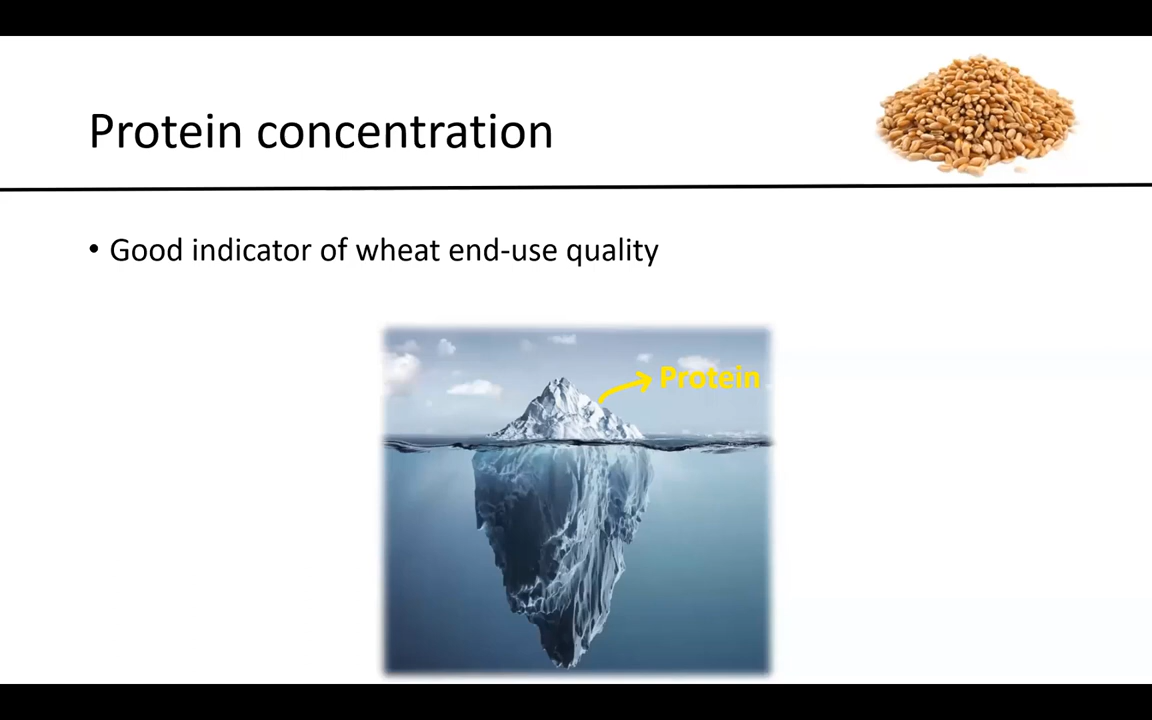 Protein concentration
• Good indicator of wheat end-use quality
Protein